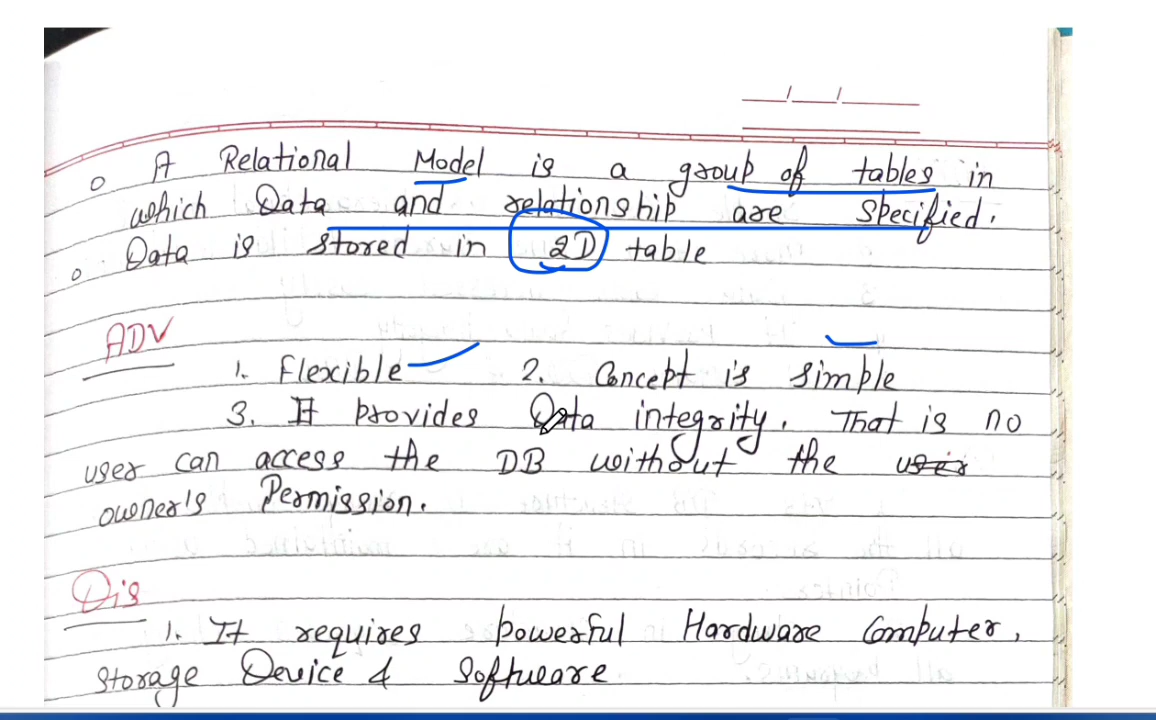 o A Relational Model is a group of tables in
which Data and relationship are specified.
o Data is stored in 2D table
ADV
1. Flexible 2. Concept is simple
3. It provides Data integrity. That is no
user can access the DB without the user
owner's Permission.
Dis
1. It requires powerful Hardware Computer,
Storage Device & Software